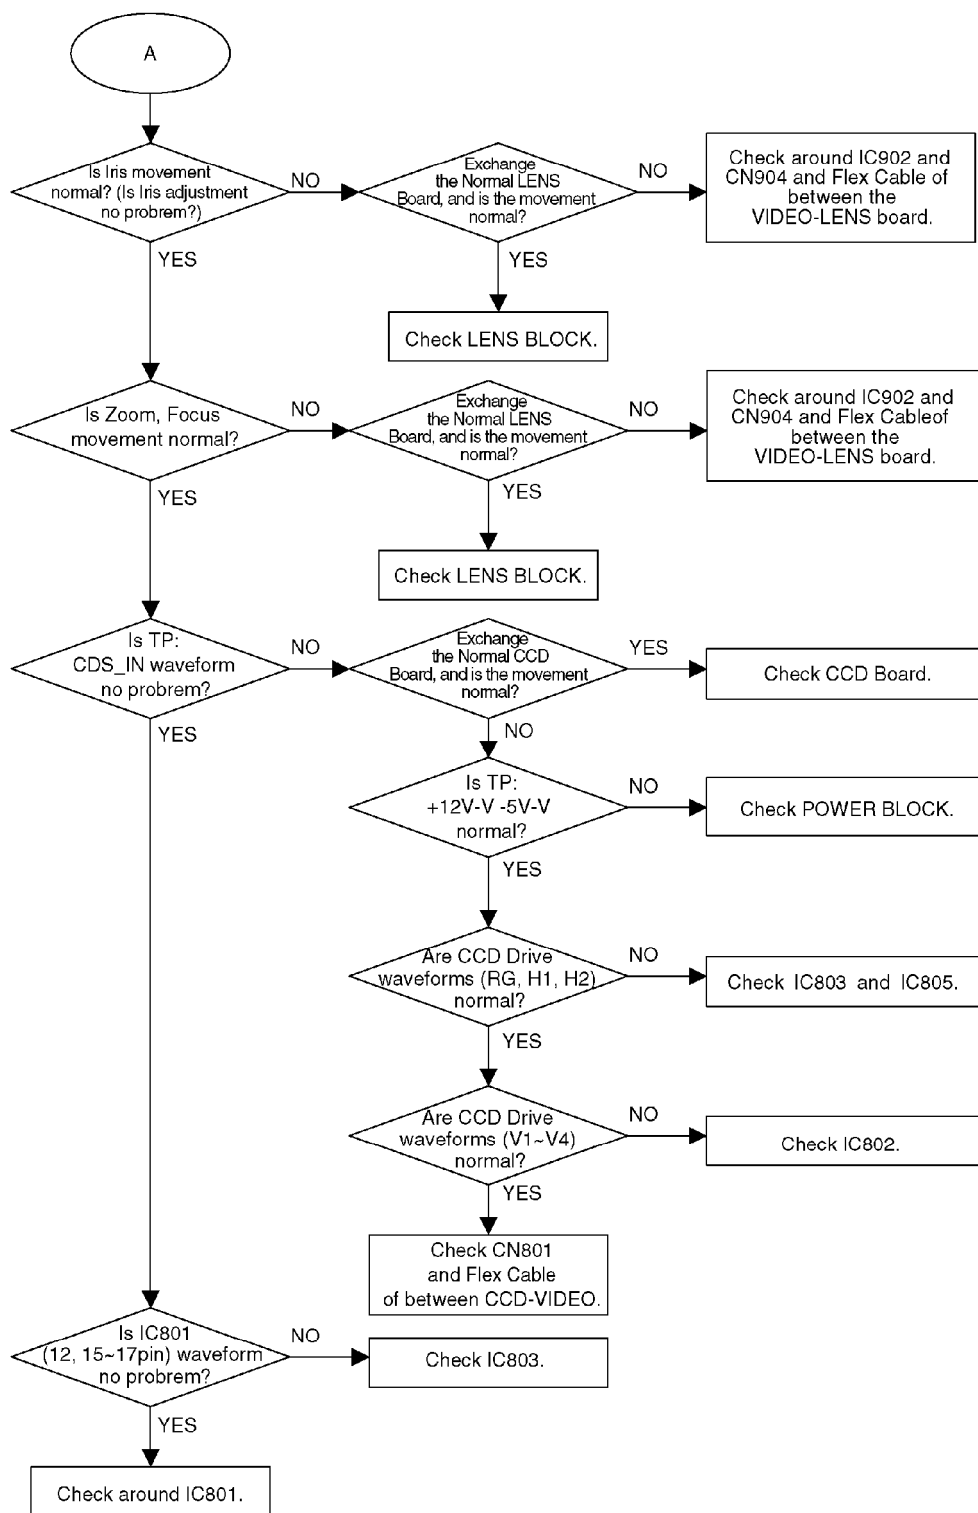 A
Is Iris movement
normal? (Is Iris adjustment
no probrem?)
NO
Exchange
the Normal LENS
Board, and is the movement
normal?
NO
Check around IC902 and
CN904 and Flex Cable of
between the
VIDEO-LENS board.
YES
YES
Check LENS BLOCK.
Is Zoom, Focus
movement normal?
NO
Exchange
the Normal LENS
Board, and is the movement
normal?
NO
Check around IC902 and
CN904 and Flex Cableof
between the
VIDEO-LENS board.
YES
YES
Check LENS BLOCK.
Is TP:
CDS_IN waveform
no probrem?
NO
Exchange
the Normal CCD
Board, and is the movement
normal?
YES
Check CCD Board.
YES
NO
Is TP:
+12V-V -5V-V
normal?
NO
Check POWER BLOCK.
YES
Are CCD Drive
waveforms (RG, H1, H2)
normal?
NO
Check IC803 and IC805.
YES
Are CCD Drive
waveforms (V1~V4)
normal?
NO
Check IC802.
YES
Check CN801
and Flex Cable
of between CCD-VIDEO.
Is IC801
(12, 15~17pin) waveform
no probrem?
NO
Check IC803.
YES
Check around IC801.